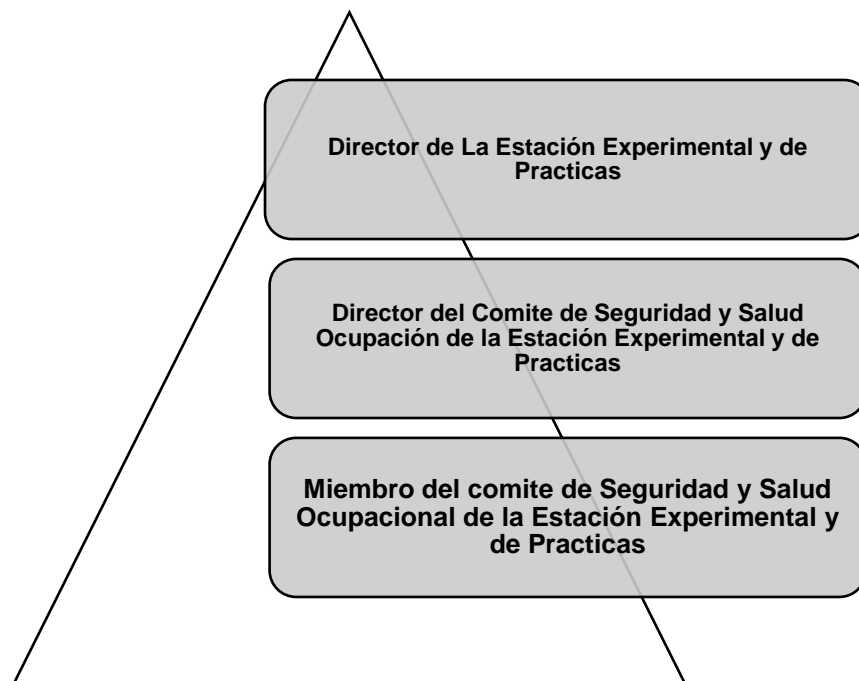 Director de La Estación Experimental y de
Practicas
Director del Comite de Seguridad y Salud
Ocupación de la Estación Experimental y de
Practicas
Miembro del comite de Seguridad y Salud
Ocupacional de la Estación Experimental y
de Practicas